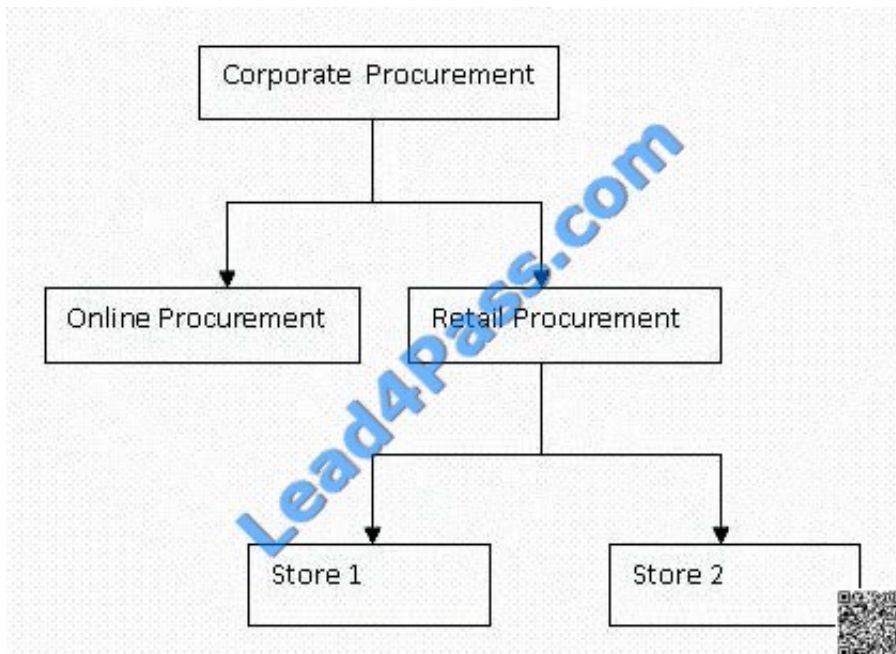 Corporate Procurement
Online Procurement
Retail Procurement
Lead4Pass.com
Store 1
Store 2